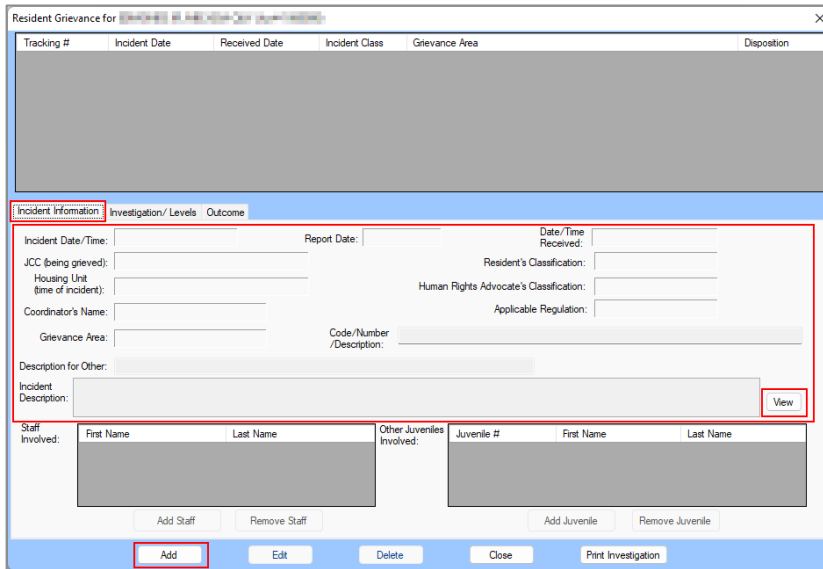 Resident Grievance for
Tracking # Incident Date Received Date Incident Class Grievance Area Disposition
Incident Information Investigation/ Levels Outcome
Incident Date/Time: Report Date: Date/Time Received:
JCC (being grieved): Resident's Classification:
Housing Unit (time of incident): Human Rights Advocate's Classification:
Coordinator's Name: Applicable Regulation:
Grievance Area: Code/Number /Description:
Description for Other:
Incident Description: View
Staff Involved: First Name Last Name Other Juveniles Involved: Juvenile # First Name Last Name
Add Staff Remove Staff Add Juvenile Remove Juvenile
Add Edit Delete Close Print Investigation